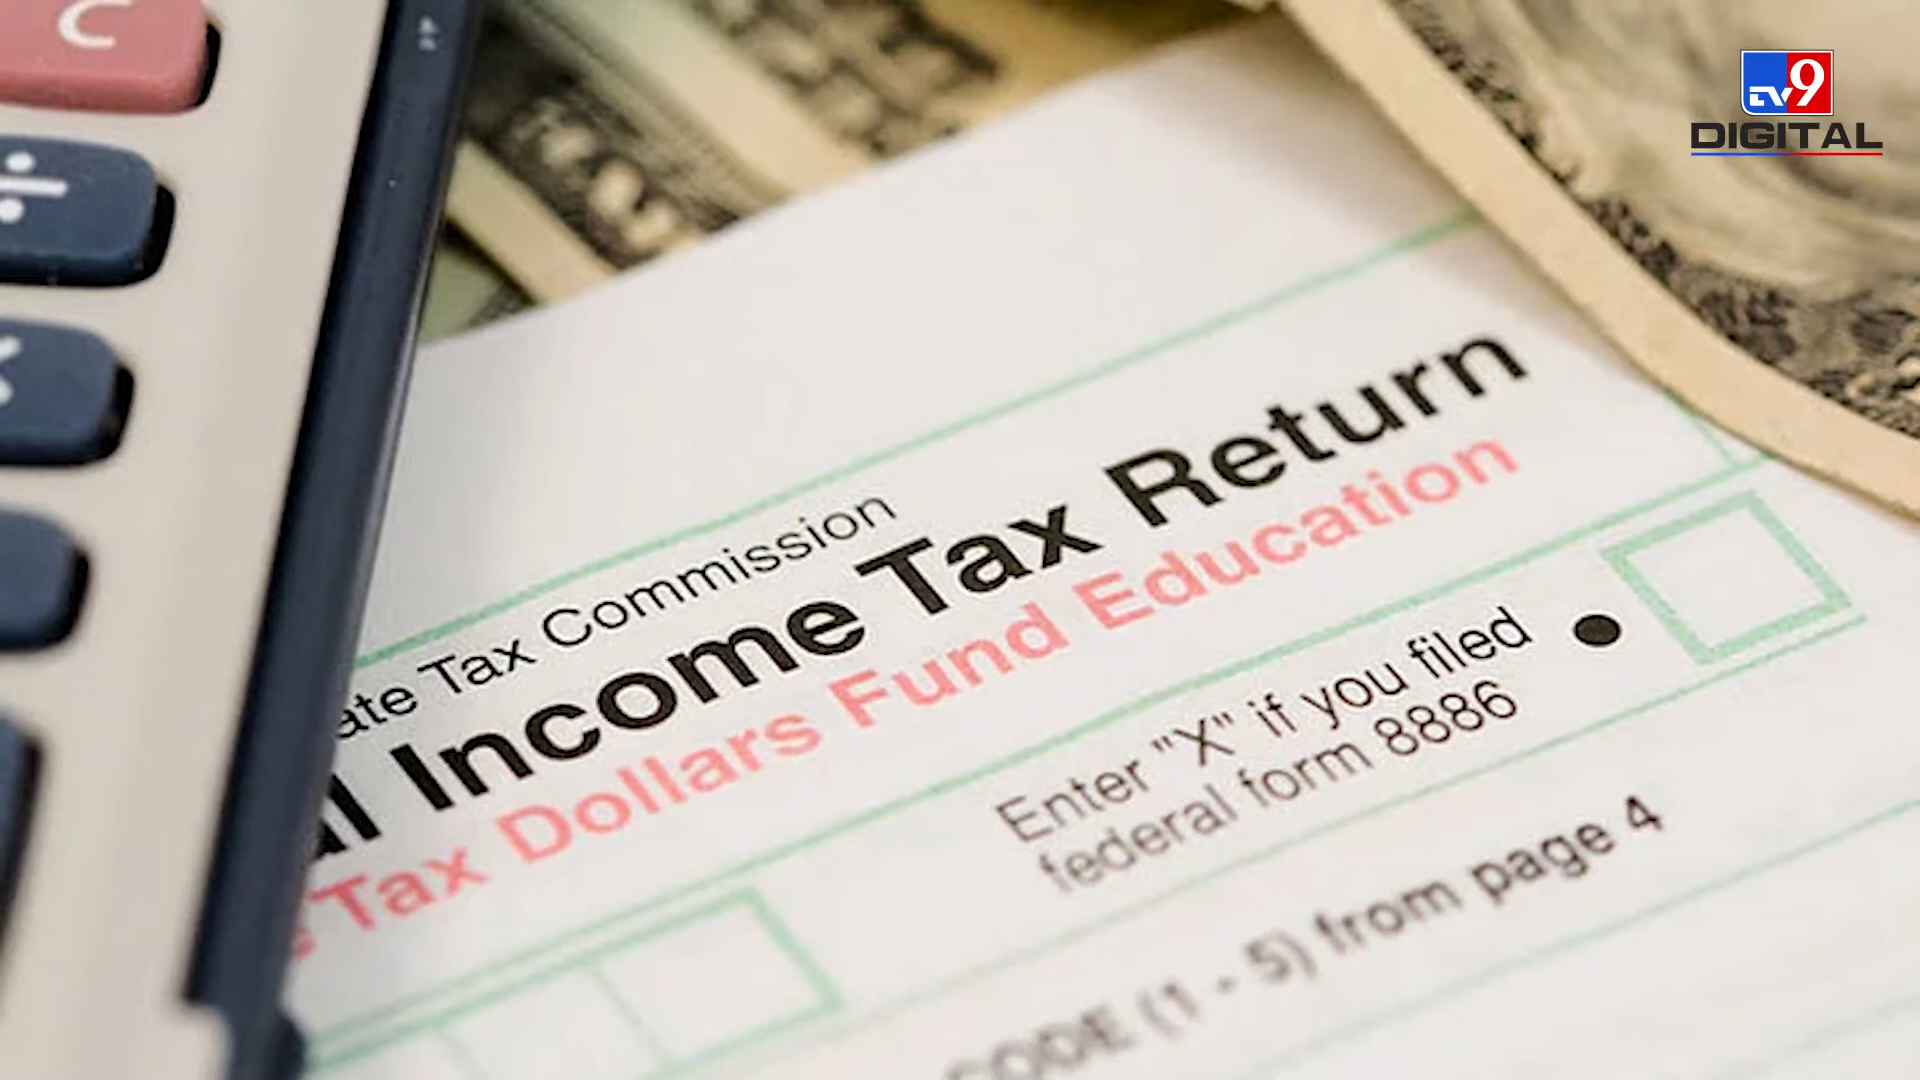 C
÷
tv9
DIGITAL
ate Tax Commission
al Income Tax Return
Tax Dollars Fund Education
Enter "X" if you filed
federal form 8886
CODE (1 - 5) from page 4